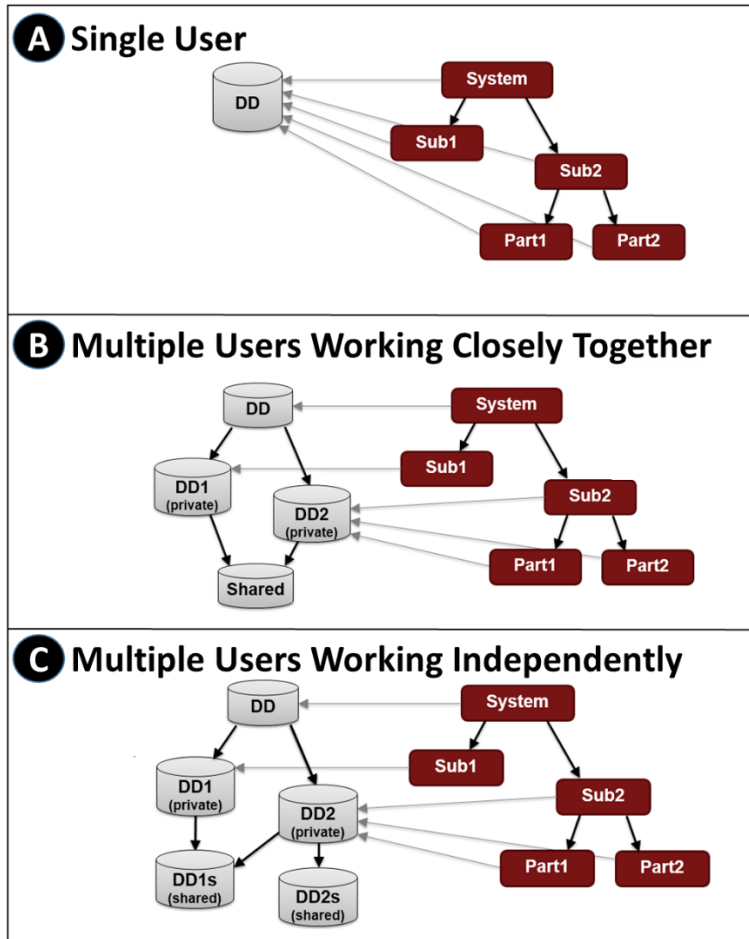 A Single User
DD
System
Sub1
Sub2
Part1
Part2
B Multiple Users Working Closely Together
DD
System
DD1
(private)
Sub1
DD2
(private)
Sub2
Shared
Part1
Part2
C Multiple Users Working Independently
DD
System
DD1
(private)
Sub1
DD2
(private)
Sub2
DD1s
(shared)
Part1
Part2
DD2s
(shared)